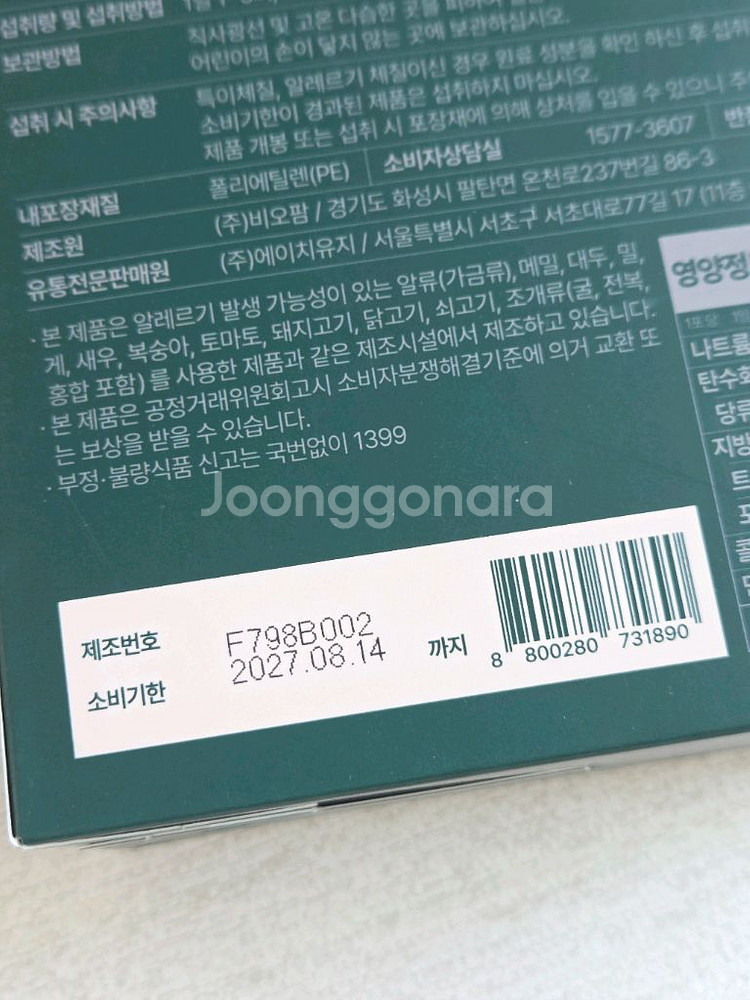 섭취량 및 섭취방법
보관방법 직사광선 및 고온 다습한 곳을 피하여
어린이의 손이 닿지 않는 곳에 보관하십시오.
섭취 시 주의사항 특이체질, 알레르기 체질이신 경우 원료 성분을 확인 하신 후
소비기한이 경과된 제품은 섭취하지 마십시오.
제품 개봉 또는 섭취 시 포장재에 의해 상처를 입을 수 있으니
내포장재질 폴리에틸렌(PE) 소비자상담실 1577-3607
제조원 (주)비오팜 / 경기도 화성시 팔탄면 온천로237번길 86-3
유통전문판매원 (주)에이치유지 / 서울특별시 서초구 서초대로77길 17 (11층
· 본 제품은 알레르기 발생 가능성이 있는 알류(가금류), 메밀, 대두, 밀,
게, 새우, 복숭아, 토마토, 돼지고기, 닭고기, 쇠고기, 조개류(굴, 전복,
홍합 포함) 를 사용한 제품과 같은 제조시설에서 제조하고 있습니다.
· 본 제품은 공정거래위원회고시 소비자분쟁해결기준에 의거 교환 또
는 보상을 받을 수 있습니다.
· 부정·불량식품 신고는 국번없이 1399
영양정
나트륨
탄수화
당류
지방
Joonggonara
제조번호 F798B002
소비기한 2027.08.14 까지
8 800280 731890